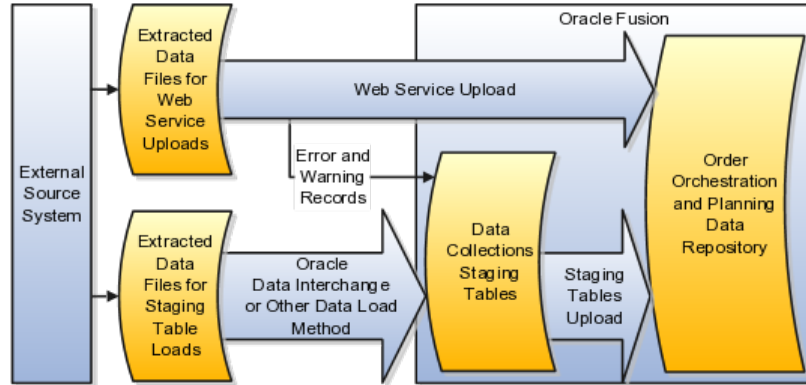 Oracle Fusion
External
Source
System
Extracted
Data
Files for
Web
Service
Uploads
Web Service Upload
Error and
Warning
Records
Extracted
Data
Files for
Staging
Table
Loads
Oracle
Data Interchange
or Other Data Load
Method
Data
Collections
Staging
Tables
Staging
Tables
Upload
Order
Orchestration
and Planning
Data
Repository